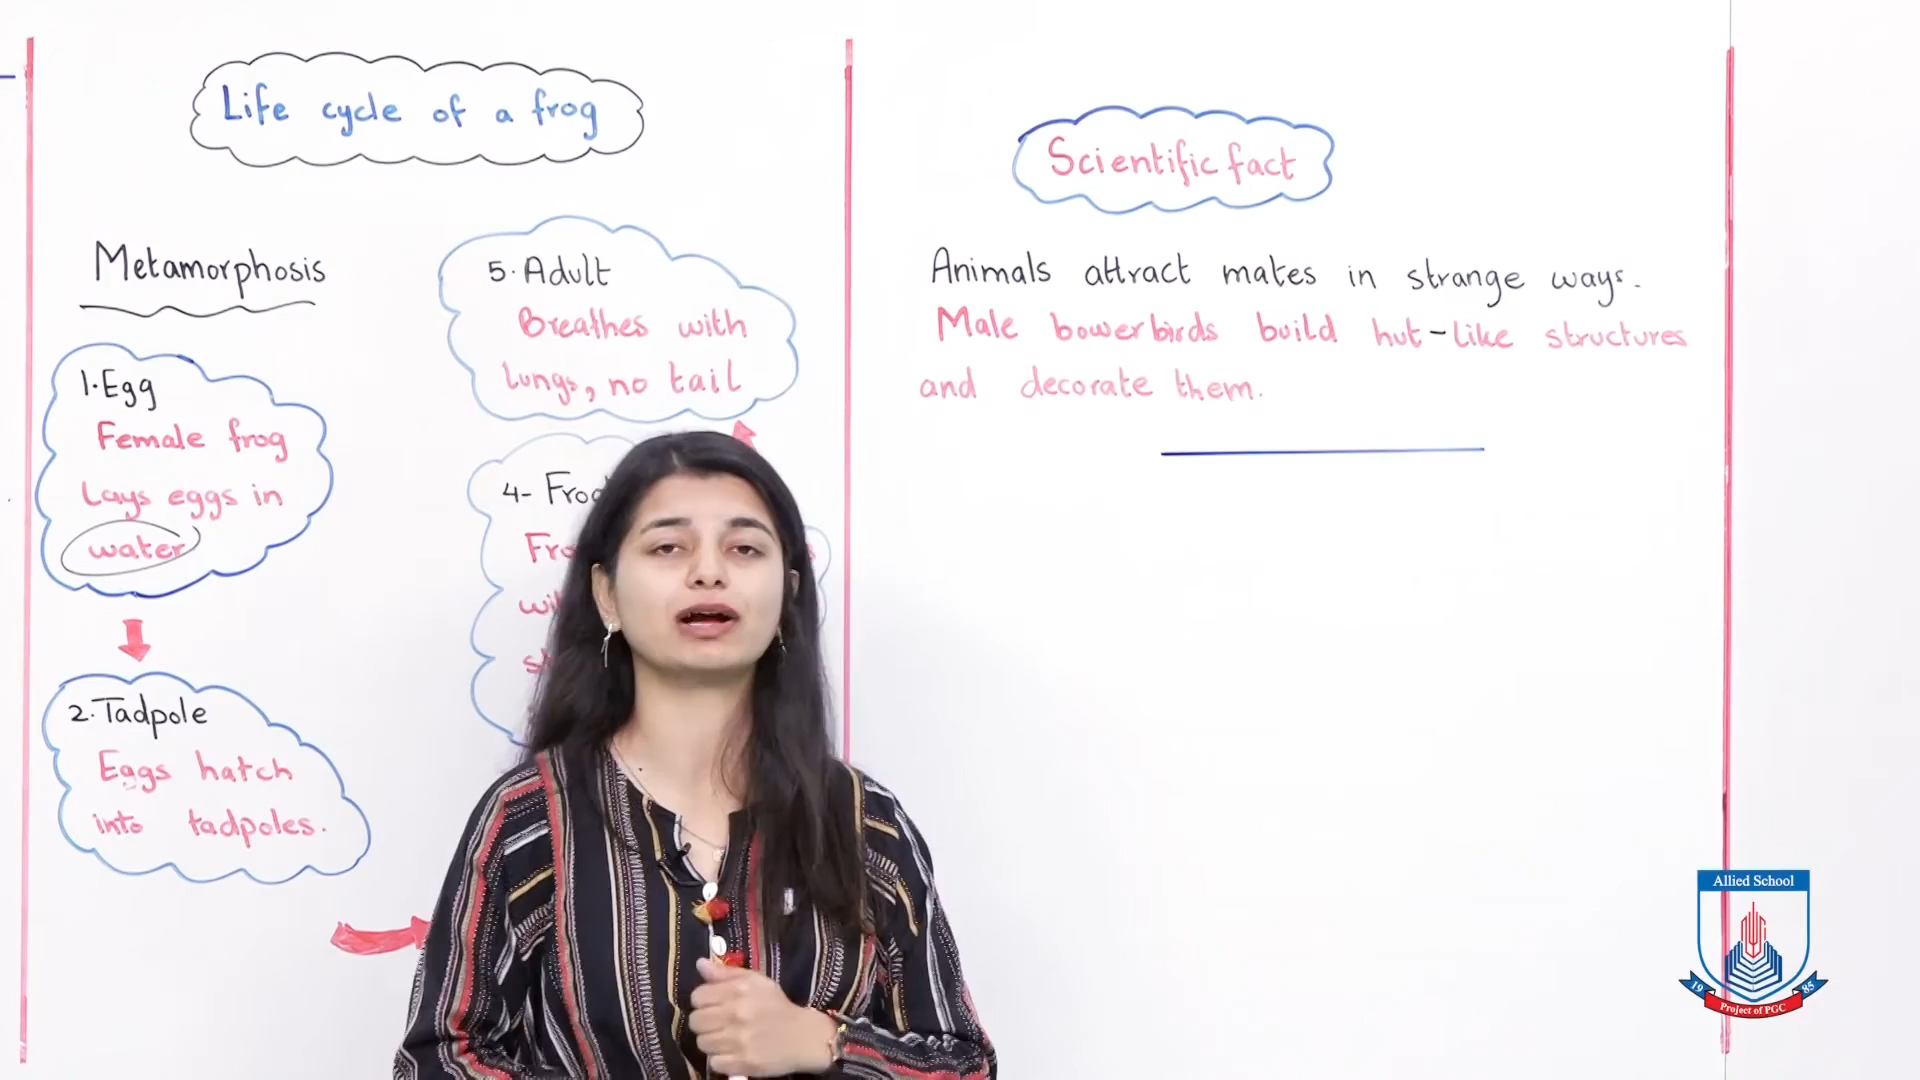 Life cycle of a frog
Metamorphosis
1.Egg
Female frog
Lays eggs in
water
2.Tadpole
Eggs hatch
into tadpoles.
5.Adult
Breathes with
lungs, no tail
4-
Scientific fact
Animals attract mates in strange ways.
Male bowerbirds build hut-like structures
and decorate them.
Allied School
19 85
Project of PGC